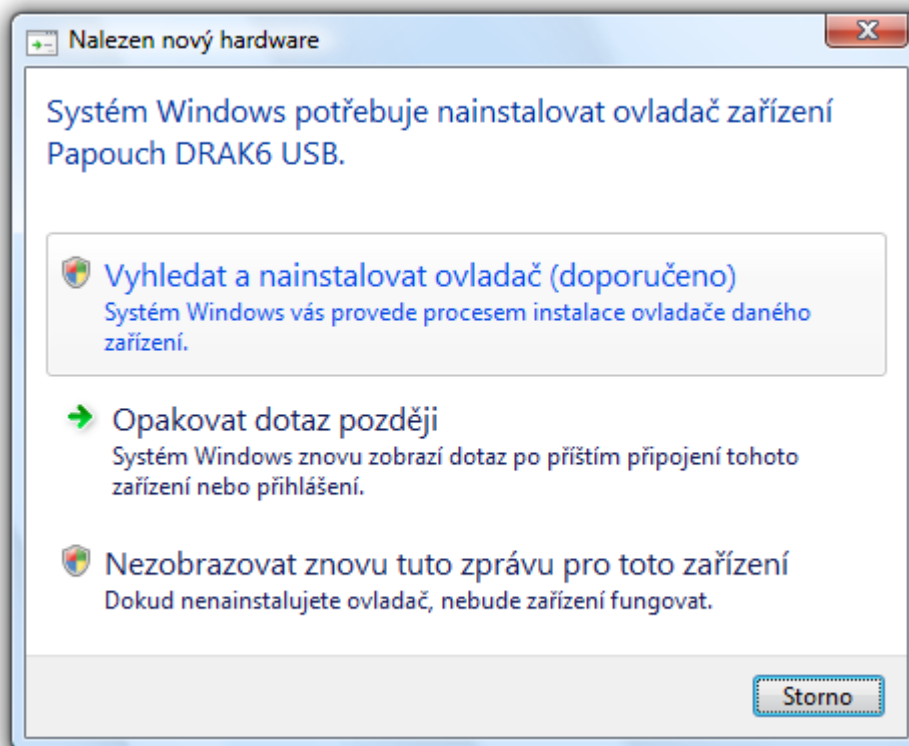 Nalezen nový hardware
Systém Windows potřebuje nainstalovat ovladač zařízení
Papouch DRAK6 USB.
Vyhledat a nainstalovat ovladač (doporučeno)
Systém Windows vás provede procesem instalace ovladače daného
zařízení.
Opakovat dotaz později
Systém Windows znovu zobrazí dotaz po příštím připojení tohoto
zařízení nebo přihlášení.
Nezobrazovat znovu tuto zprávu pro toto zařízení
Dokud nenainstalujete ovladač, nebude zařízení fungovat.
Storno